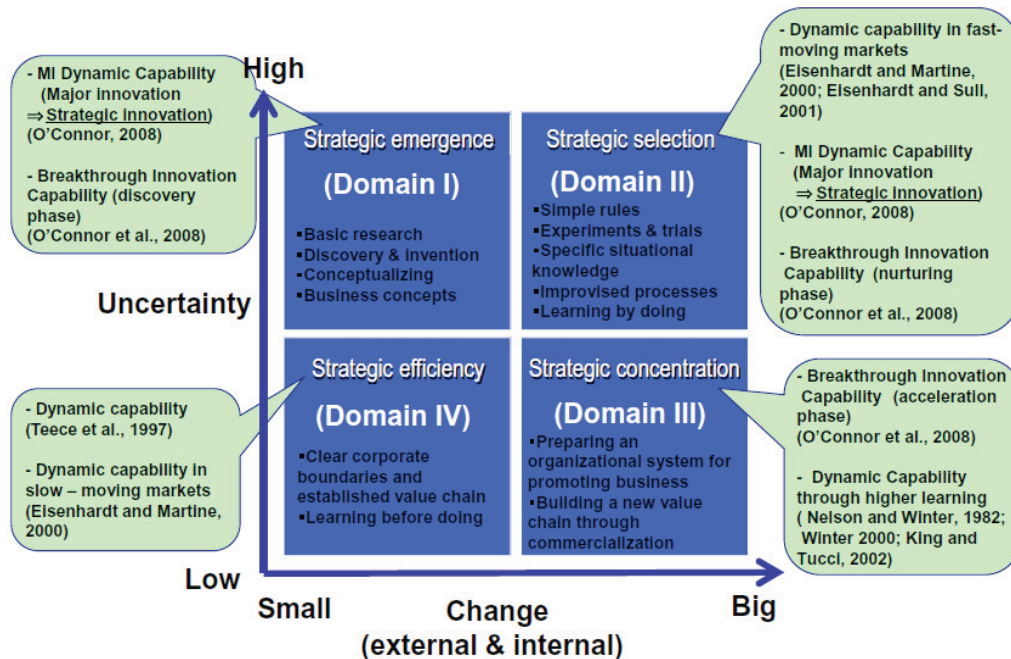 - MI Dynamic Capability
(Major innovation
⇒ Strategic innovation)
(O'Connor, 2008)
- Breakthrough Innovation
Capability (discovery
phase)
(O'Connor et al., 2008)
High
Strategic emergence
(Domain I)
▪Basic research
▪Discovery & invention
▪Conceptualizing
▪Business concepts
Strategic selection
(Domain II)
▪Simple rules
▪Experiments & trials
▪Specific situational
knowledge
▪Improvised processes
▪Learning by doing
- Dynamic capability in fast-
moving markets
(Eisenhardt and Martine,
2000; Eisenhardt and Sull,
2001)
- MI Dynamic Capability
(Major innovation
⇒ Strategic innovation)
(O'Connor, 2008)
- Breakthrough Innovation
Capability (nurturing
phase)
(O'Connor et al., 2008)
Uncertainty
- Dynamic capability
(Teece et al., 1997)
- Dynamic capability in
slow – moving markets
(Eisenhardt and Martine,
2000)
Strategic efficiency
(Domain IV)
▪Clear corporate
boundaries and
established value chain
▪Learning before doing
Strategic concentration
(Domain III)
▪Preparing an
organizational system for
promoting business
▪Building a new value
chain through
commercialization
- Breakthrough Innovation
Capability (acceleration
phase)
(O'Connor et al., 2008)
- Dynamic Capability
through higher learning
( Nelson and Winter, 1982;
Winter 2000; King and
Tucci, 2002)
Low
Small
Change
Big
(external & internal)